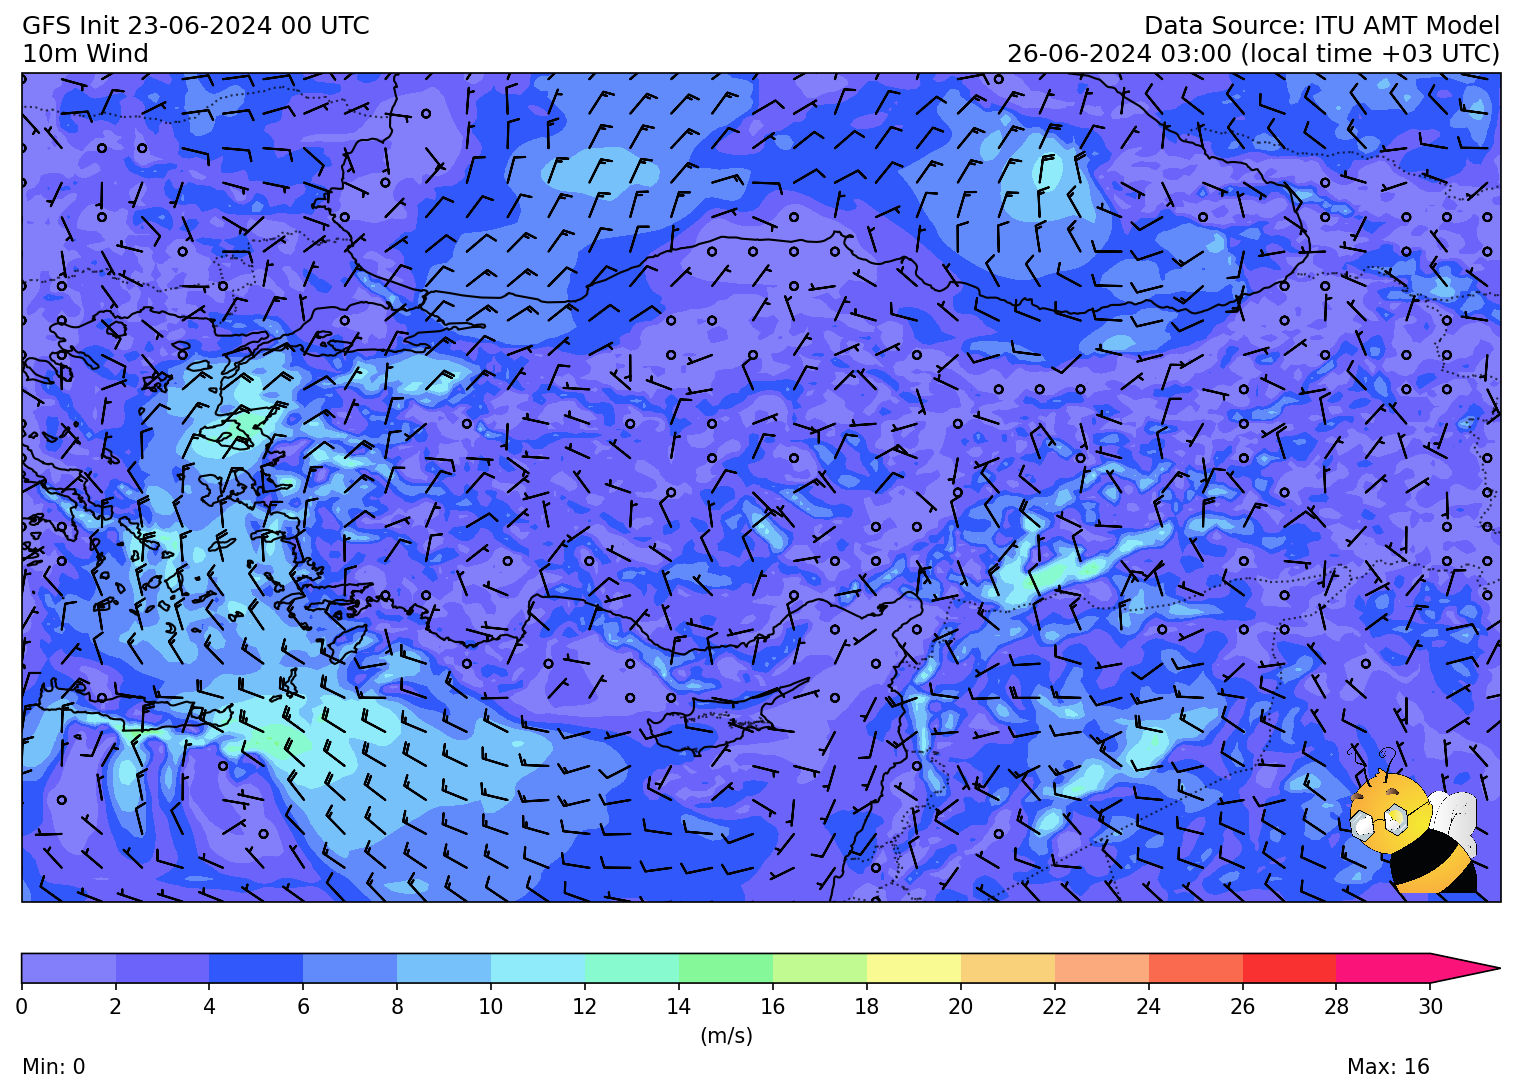 GFS Init 23-06-2024 00 UTC
Data Source: ITU AMT Model
10m Wind
26-06-2024 03:00 (local time +03 UTC)
0 2 4 6 8 10 12 14 16 18 20 22 24 26 28 30
(m/s)
Min: 0
Max: 16